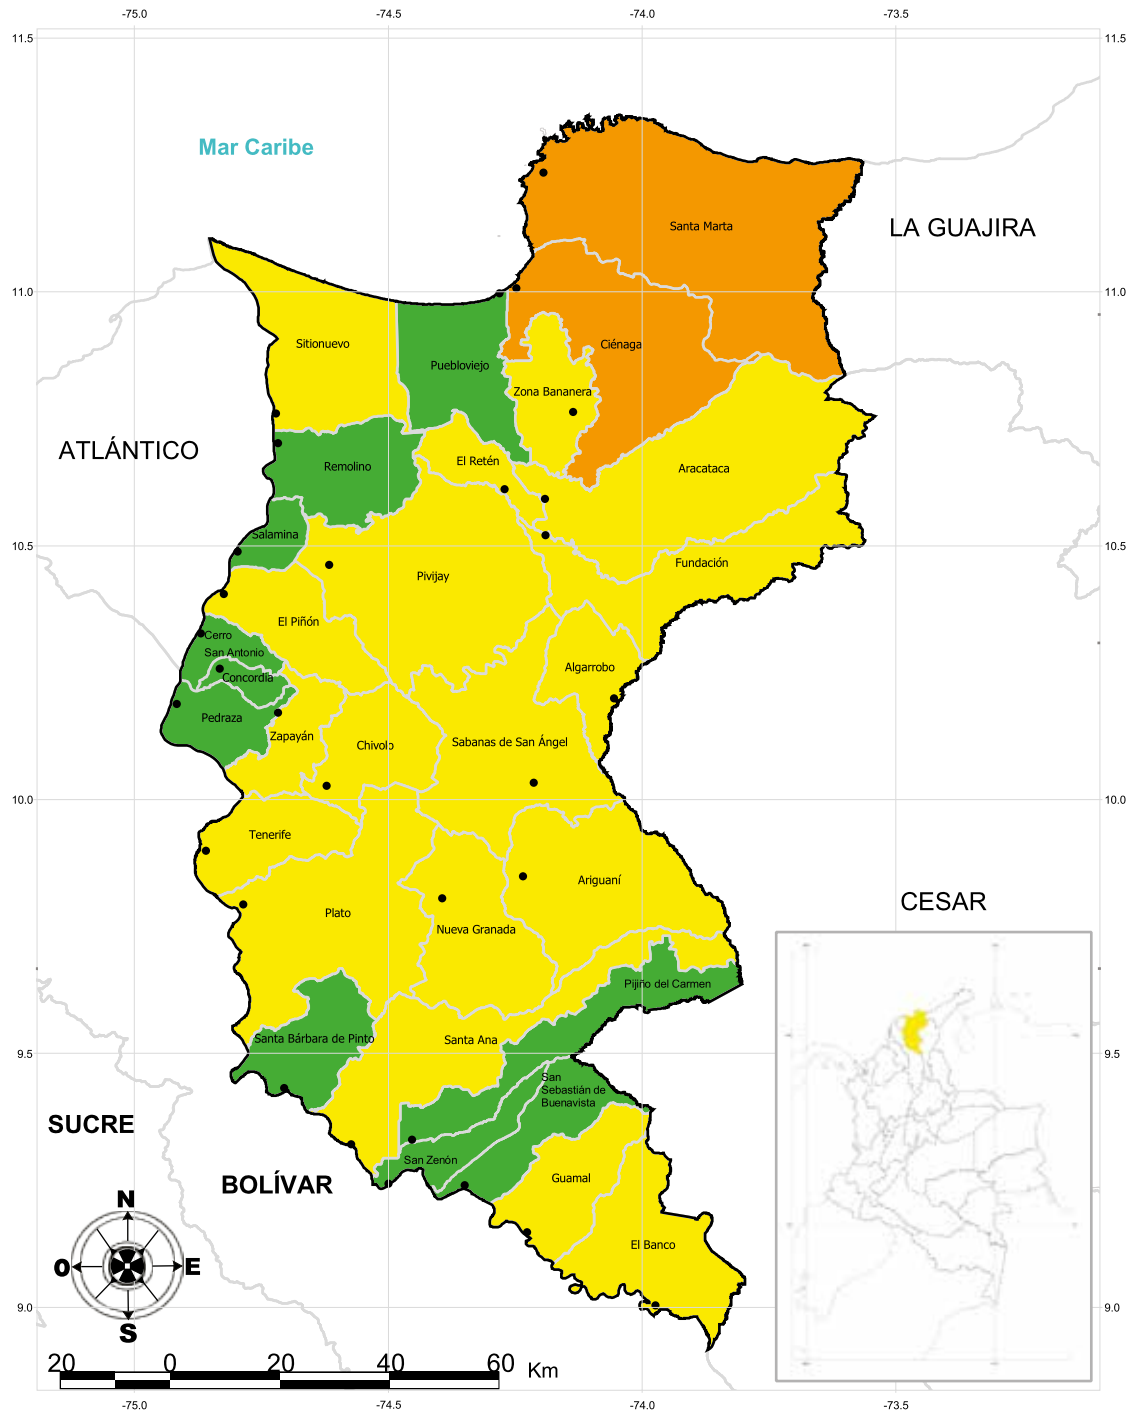 -75.0
-74.5
-74.0
-73.5
11.5
11.5
Mar Caribe
Santa Marta
LA GUAJIRA
11.0
11.0
Sitionuevo
Ciénaga
Puebloviejo
Zona Bananera
ATLÁNTICO
El Retén
Remolino
Aracataca
Salamina
10.5
10.5
Fundación
Pivijay
El Piñón
Cerro
San Antonio
Algarrobo
Concordia
Pedraza
Zapayán
Chivolo
Sabanas de San Ángel
10.0
10.0
Tenerife
Ariguaní
CESAR
Plato
Nueva Granada
Pijiño del Carmen
Santa Bárbara de Pinto
Santa Ana
9.5
9.5
San
Sebastián de
Buenavista
SUCRE
San Zenón
BOLÍVAR
Guamal
N
El Banco
O
E
9.0
9.0
S
20
0
20
40
60
Km
-75.0
-74.5
-74.0
-73.5